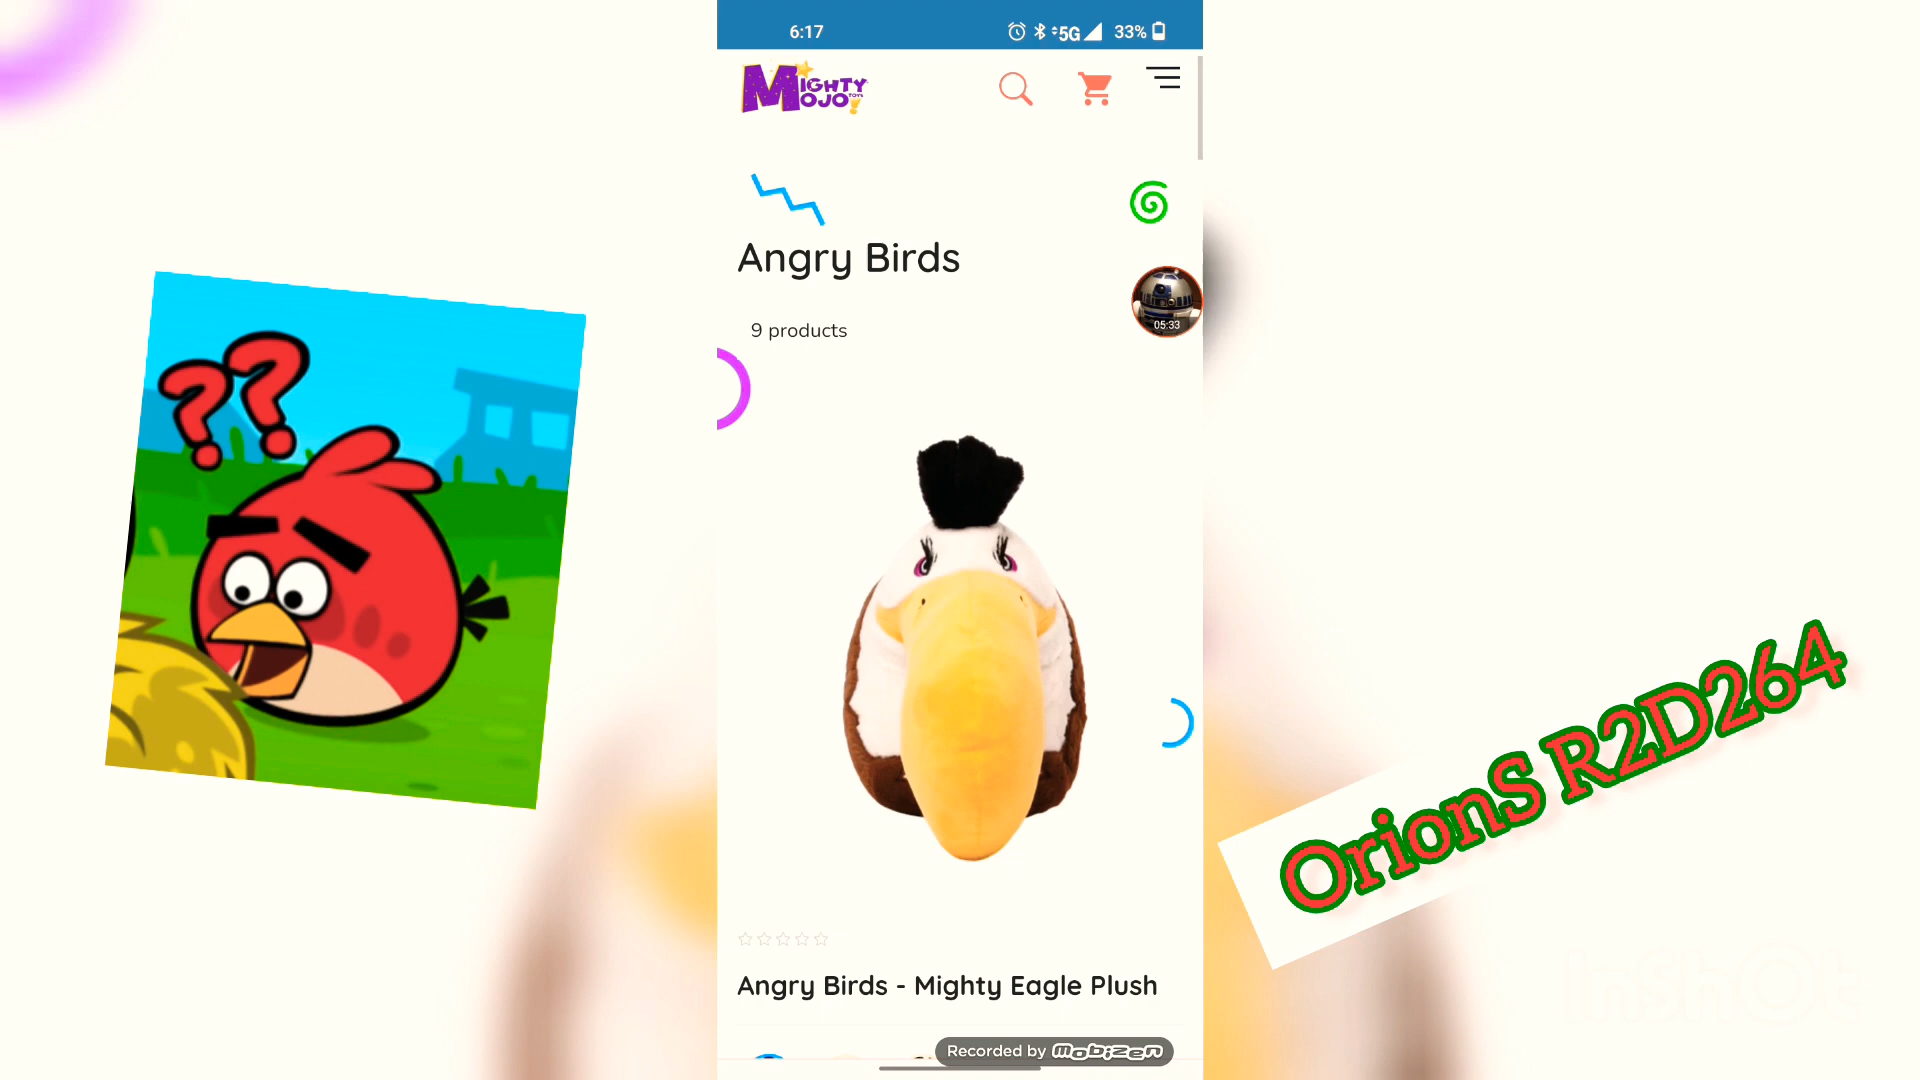 6:17
5G
33%
MIGHTY
MOJO
TOYS
Angry Birds
05:33
9 products
??
OrionS R2D264
Angry Birds - Mighty Eagle Plush
InShOt
Recorded by mobizen